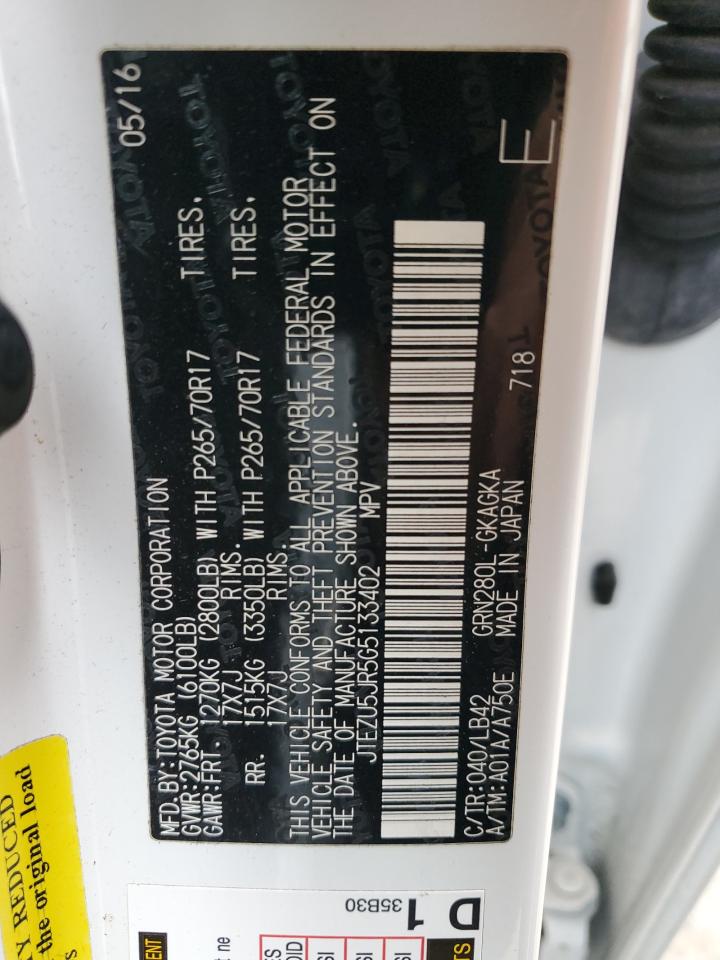 05/16
MFD.BY:TOYOTA MOTOR CORPORATION
GVWR:2765KG (6100LB)
GAWR:FRT. 1270KG (2800LB) WITH P265/70R17 TIRES,
17X7J RIMS.
RR. 1515KG (3350LB) WITH P265/70R17 TIRES,
17X7J RIMS.
THIS VEHICLE CONFORMS TO ALL APPLICABLE FEDERAL MOTOR
VEHICLE SAFETY AND THEFT PREVENTION STANDARDS IN EFFECT ON
THE DATE OF MANUFACTURE SHOWN ABOVE.
JTEZU5JR5G5133402 MPV
C/TR:040/LB42 GRN280L-GKAGKA 718
A/TM:A01A/A750E MADE IN JAPAN
E
Y REDUCED
the original load
D 1
35B30